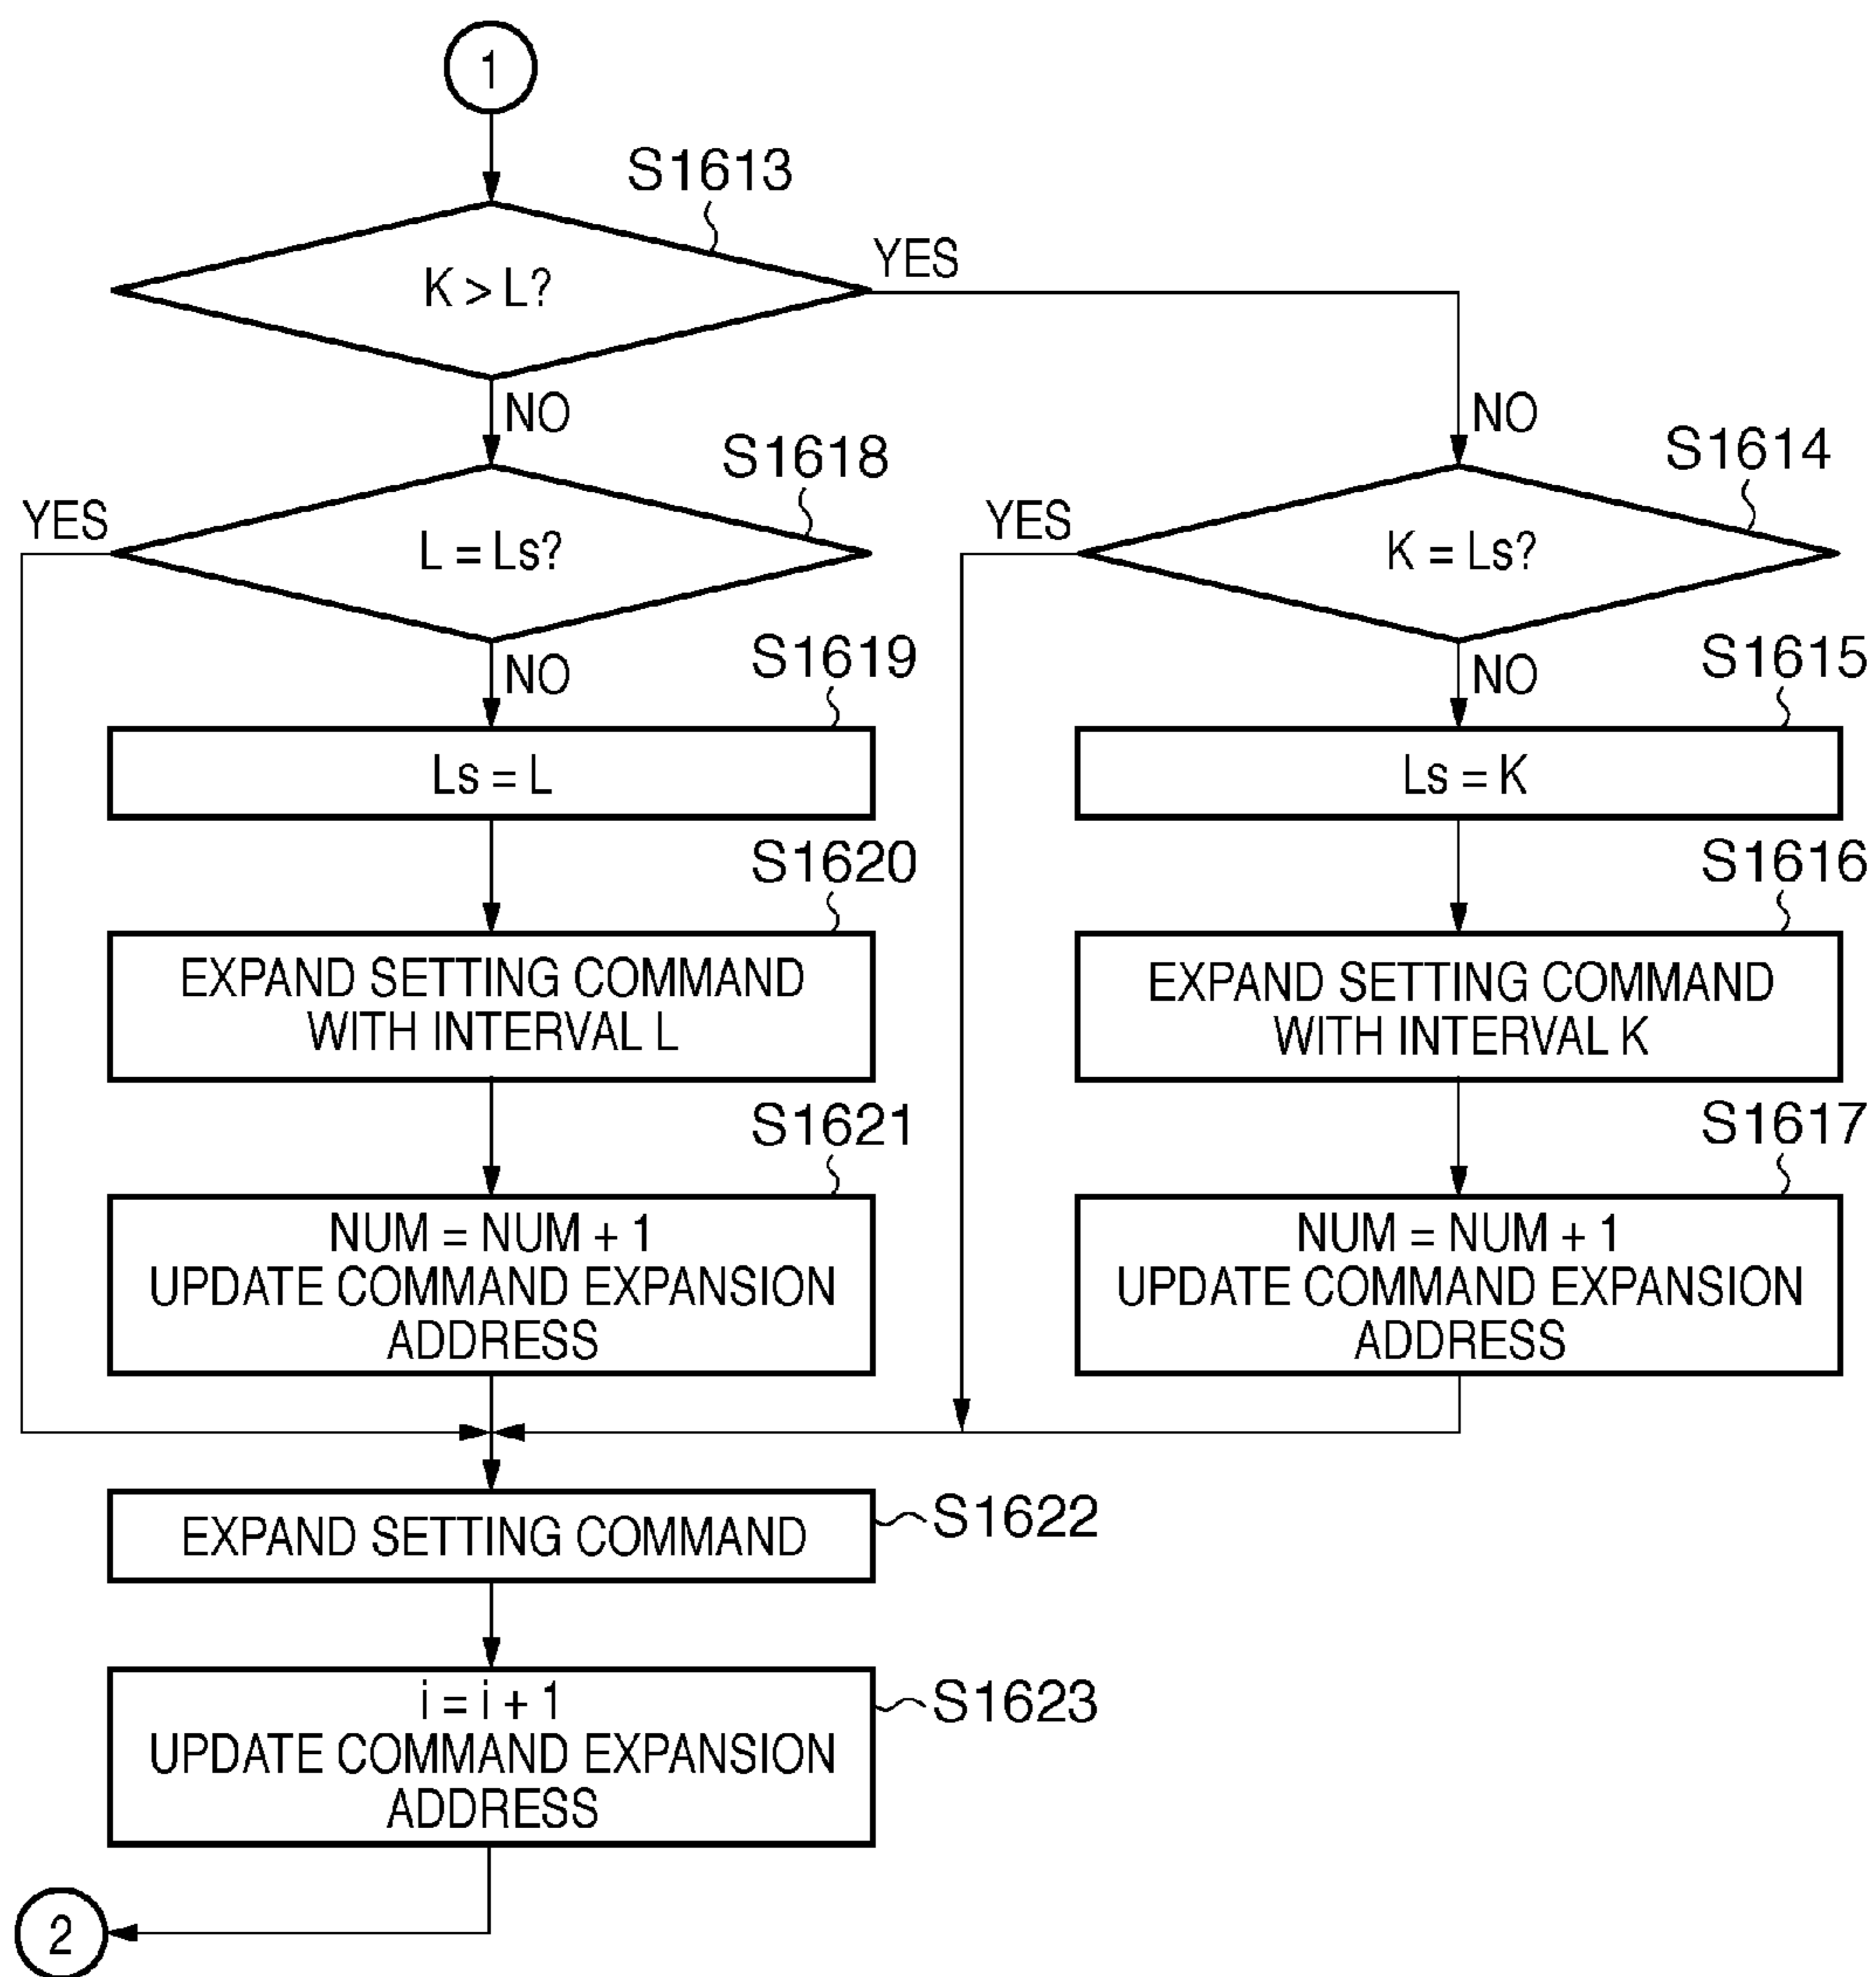 1
S1613
K > L?
YES
NO
NO
S1618
S1614
YES
L = Ls?
YES
K = Ls?
NO
S1619
NO
S1615
Ls = L
Ls = K
S1620
S1616
EXPAND SETTING COMMAND
WITH INTERVAL L
EXPAND SETTING COMMAND
WITH INTERVAL K
S1621
S1617
NUM = NUM + 1
UPDATE COMMAND EXPANSION
ADDRESS
NUM = NUM + 1
UPDATE COMMAND EXPANSION
ADDRESS
EXPAND SETTING COMMAND
S1622
i = i + 1
UPDATE COMMAND EXPANSION
ADDRESS
S1623
2